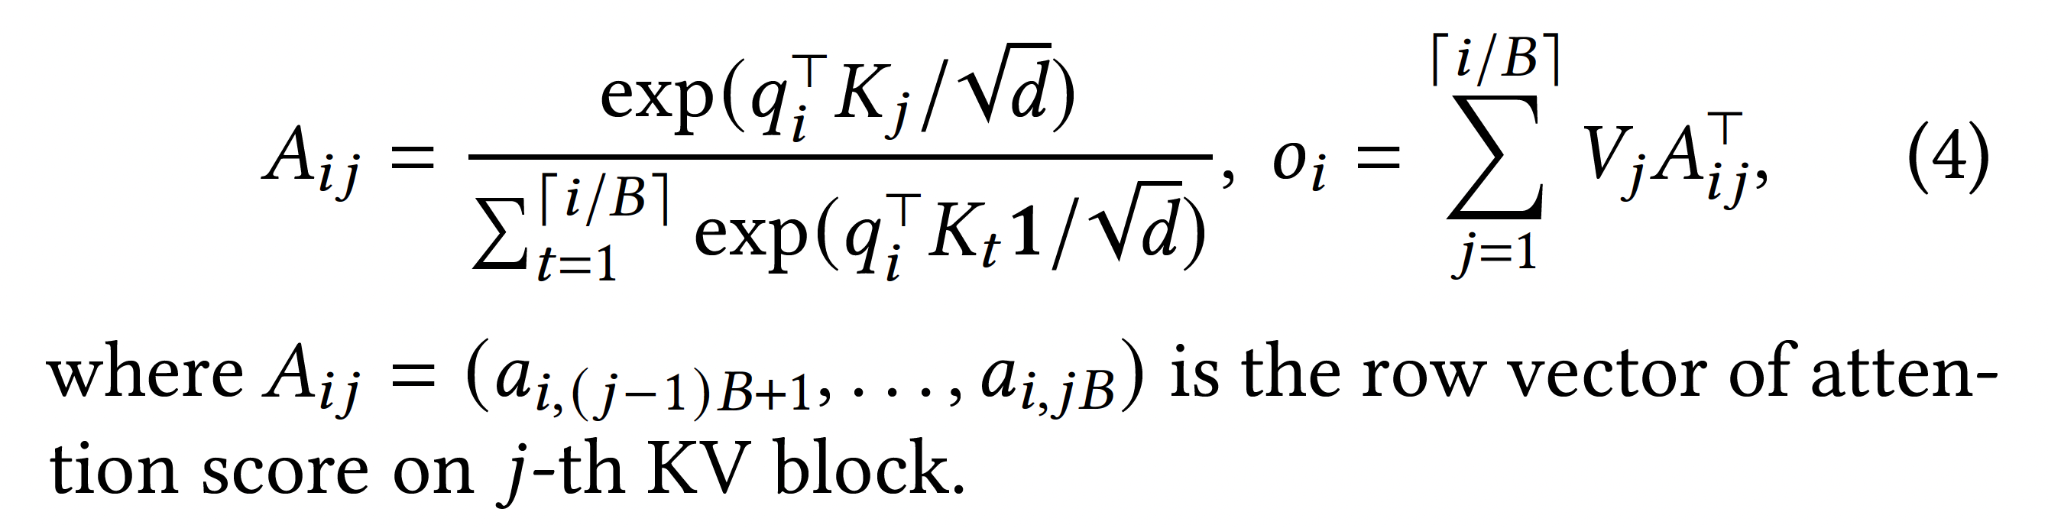 $A_{ij} = \frac{\exp(q_i^\top K_j/\sqrt{d})}{\sum_{t=1}^{\lceil i/B \rceil} \exp(q_i^\top K_t \mathbf{1}/\sqrt{d})}, \; o_i = \sum_{j=1}^{\lceil i/B \rceil} V_j A_{ij}^\top, \quad (4)$
where $A_{ij} = (a_{i,(j-1)B+1}, \ldots, a_{i,jB})$ is the row vector of atten-
tion score on $j$-th KV block.